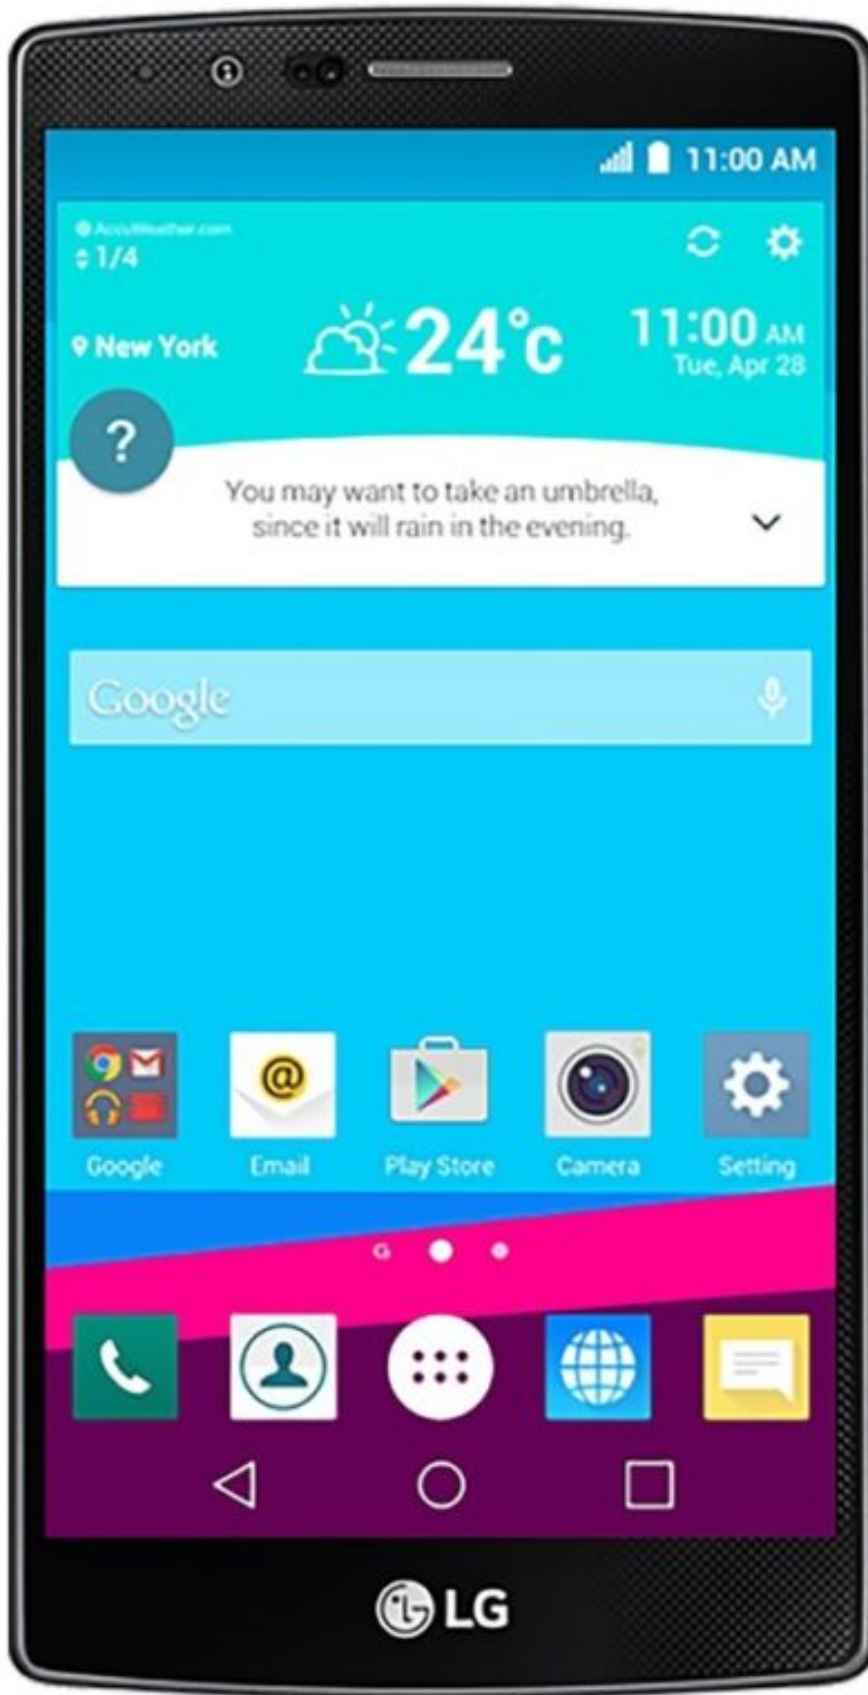 11:00 AM
AccuWeather.com
1/4
New York
24°c
11:00 AM
Tue, Apr 28
?
You may want to take an umbrella,
since it will rain in the evening.
Google
@
Google
Email
Play Store
Camera
Setting
G
LG